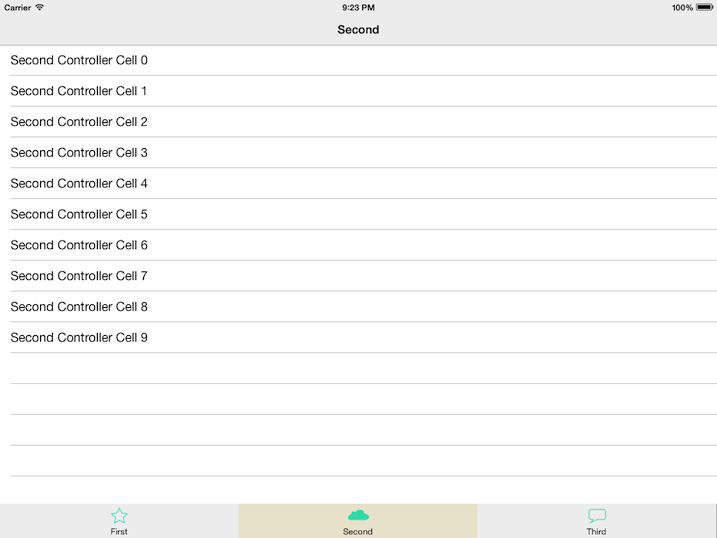 Carrier 9:23 PM 100%
Second
Second Controller Cell 0
Second Controller Cell 1
Second Controller Cell 2
Second Controller Cell 3
Second Controller Cell 4
Second Controller Cell 5
Second Controller Cell 6
Second Controller Cell 7
Second Controller Cell 8
Second Controller Cell 9
First Second Third